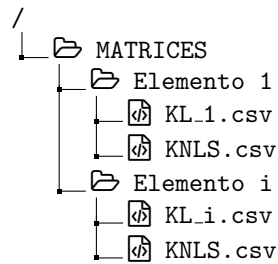 /
MATRICES
Elemento 1
KL_1.csv
KNLS.csv
Elemento i
KL_i.csv
KNLS.csv